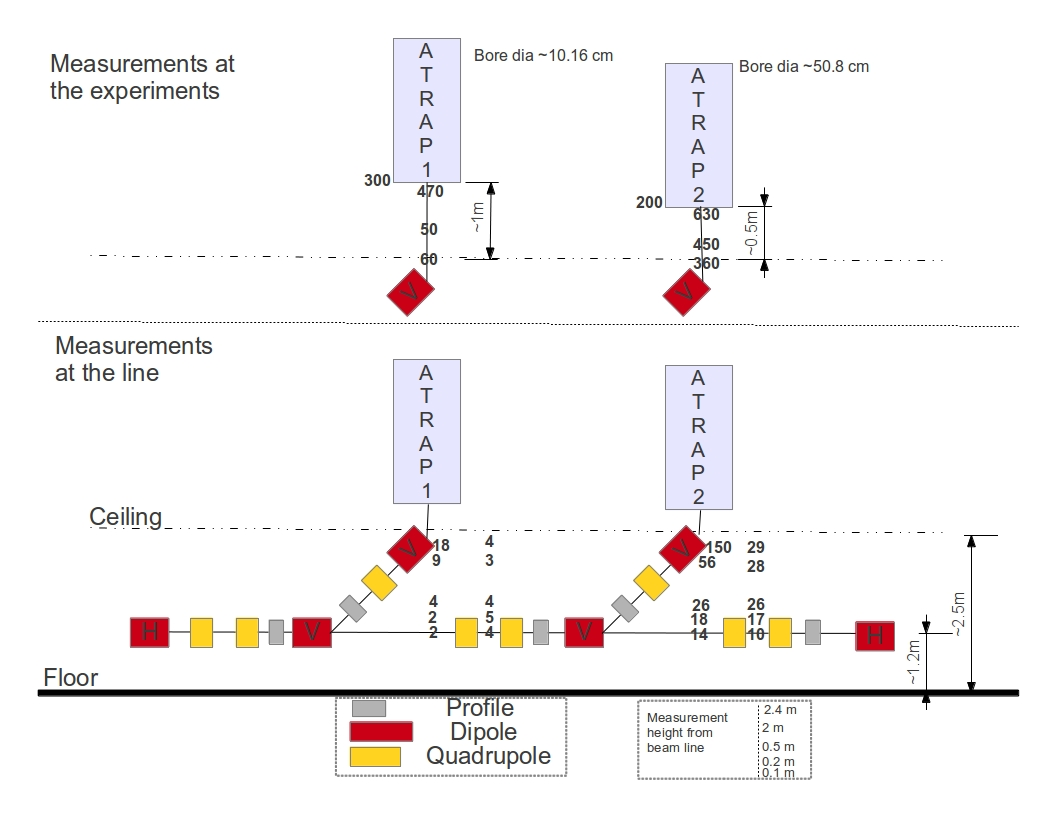 Measurements at
the experiments
A
T
R
A
P
1
Bore dia ~10.16 cm
A
T
R
A
P
2
Bore dia ~50.8 cm
300
470
50
60
~1m
200
630
450
360
~0.5m
V
V
Measurements
at the line
A
T
R
A
P
1
A
T
R
A
P
2
Ceiling
V
18
9
4
3
V
150
56
29
28
4
2
2
4
5
4
26
18
14
26
17
10
H
V
V
H
~1.2m
~2.5m
Floor
Profile
Dipole
Quadrupole
Measurement
height from
beam line
2.4 m
2 m
0.5 m
0.2 m
0.1 m